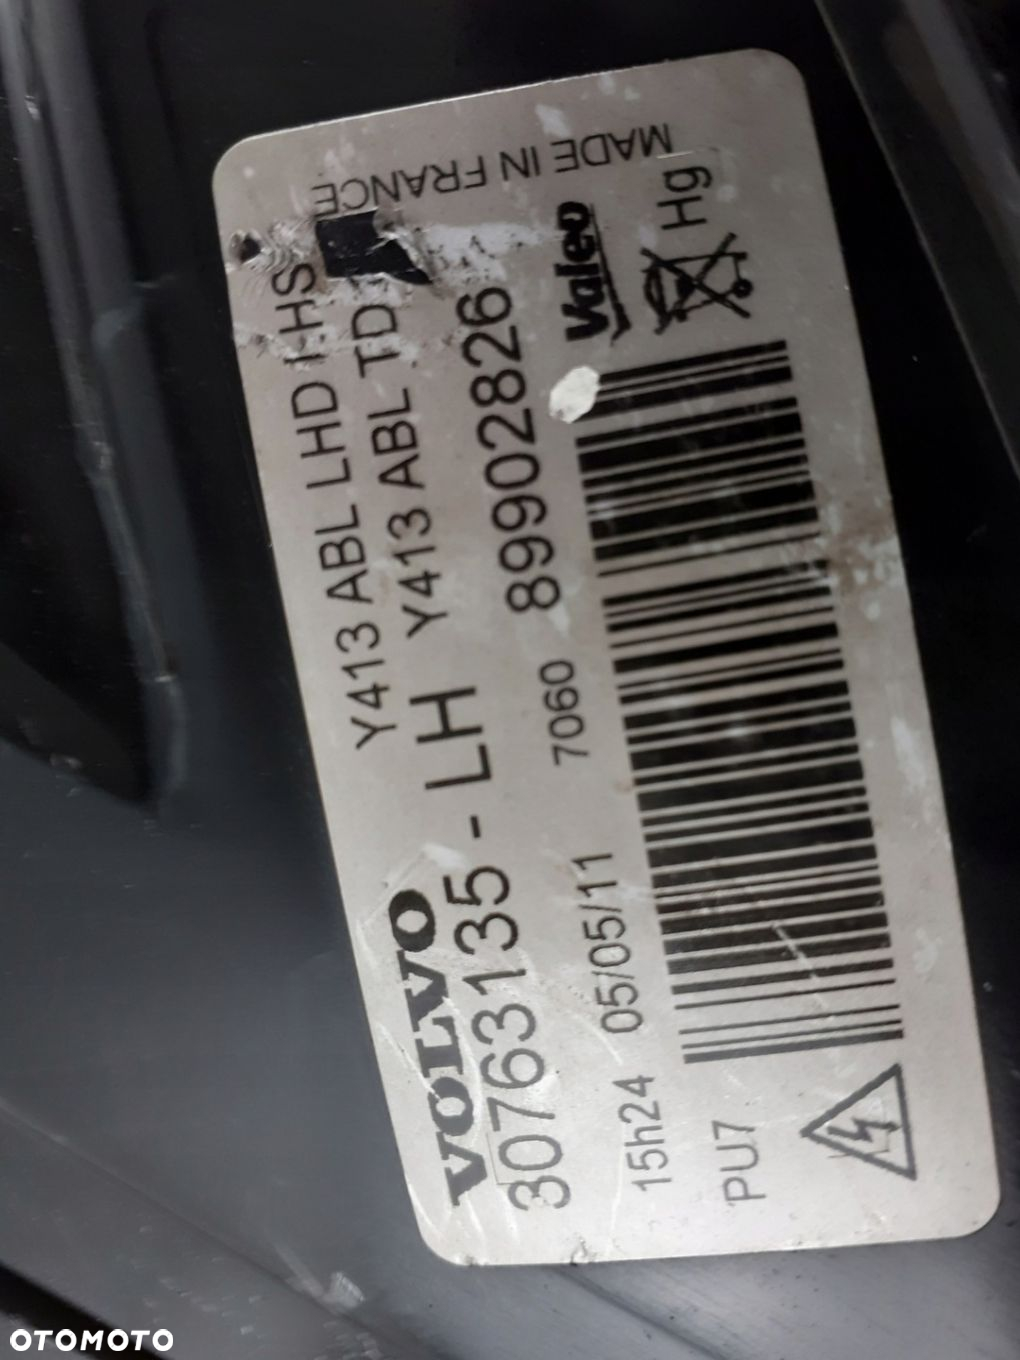 MADE IN FRANCE
Y413 ABL LHD LHS
Y413 ABL TD
VOLVO
30763135 - LH
7060 89902826
Valeo
Hg
15h24 05/05/11
PU7
OTOMOTO